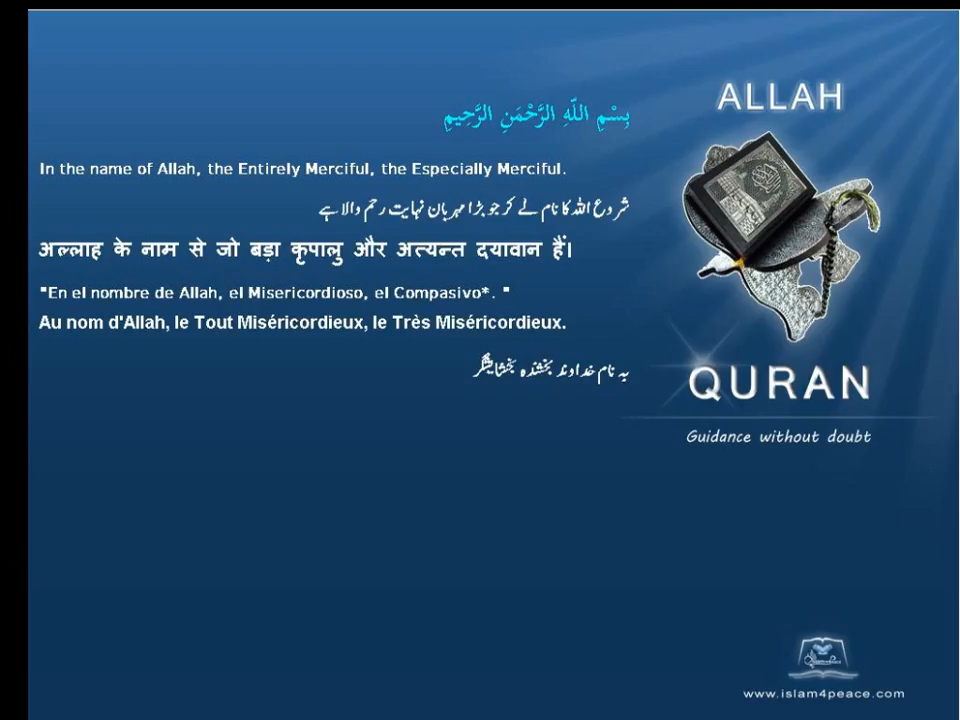 بِسْمِ اللَّهِ الرَّحْمَنِ الرَّحِيمِ
In the name of Allah, the Entirely Merciful, the Especially Merciful.
شروع الله کا نام لے کر جو بڑا مہربان نہایت رحم والا ہے
अल्लाह के नाम से जो बड़ा कृपालु और अत्यन्त दयावान हैं।
"En el nombre de Allah, el Misericordioso, el Compasivo*. "
Au nom d'Allah, le Tout Miséricordieux, le Très Miséricordieux.
به نام خداوند بخشنده بخشایشگر
ALLAH
QURAN
Guidance without doubt
www.islam4peace.com